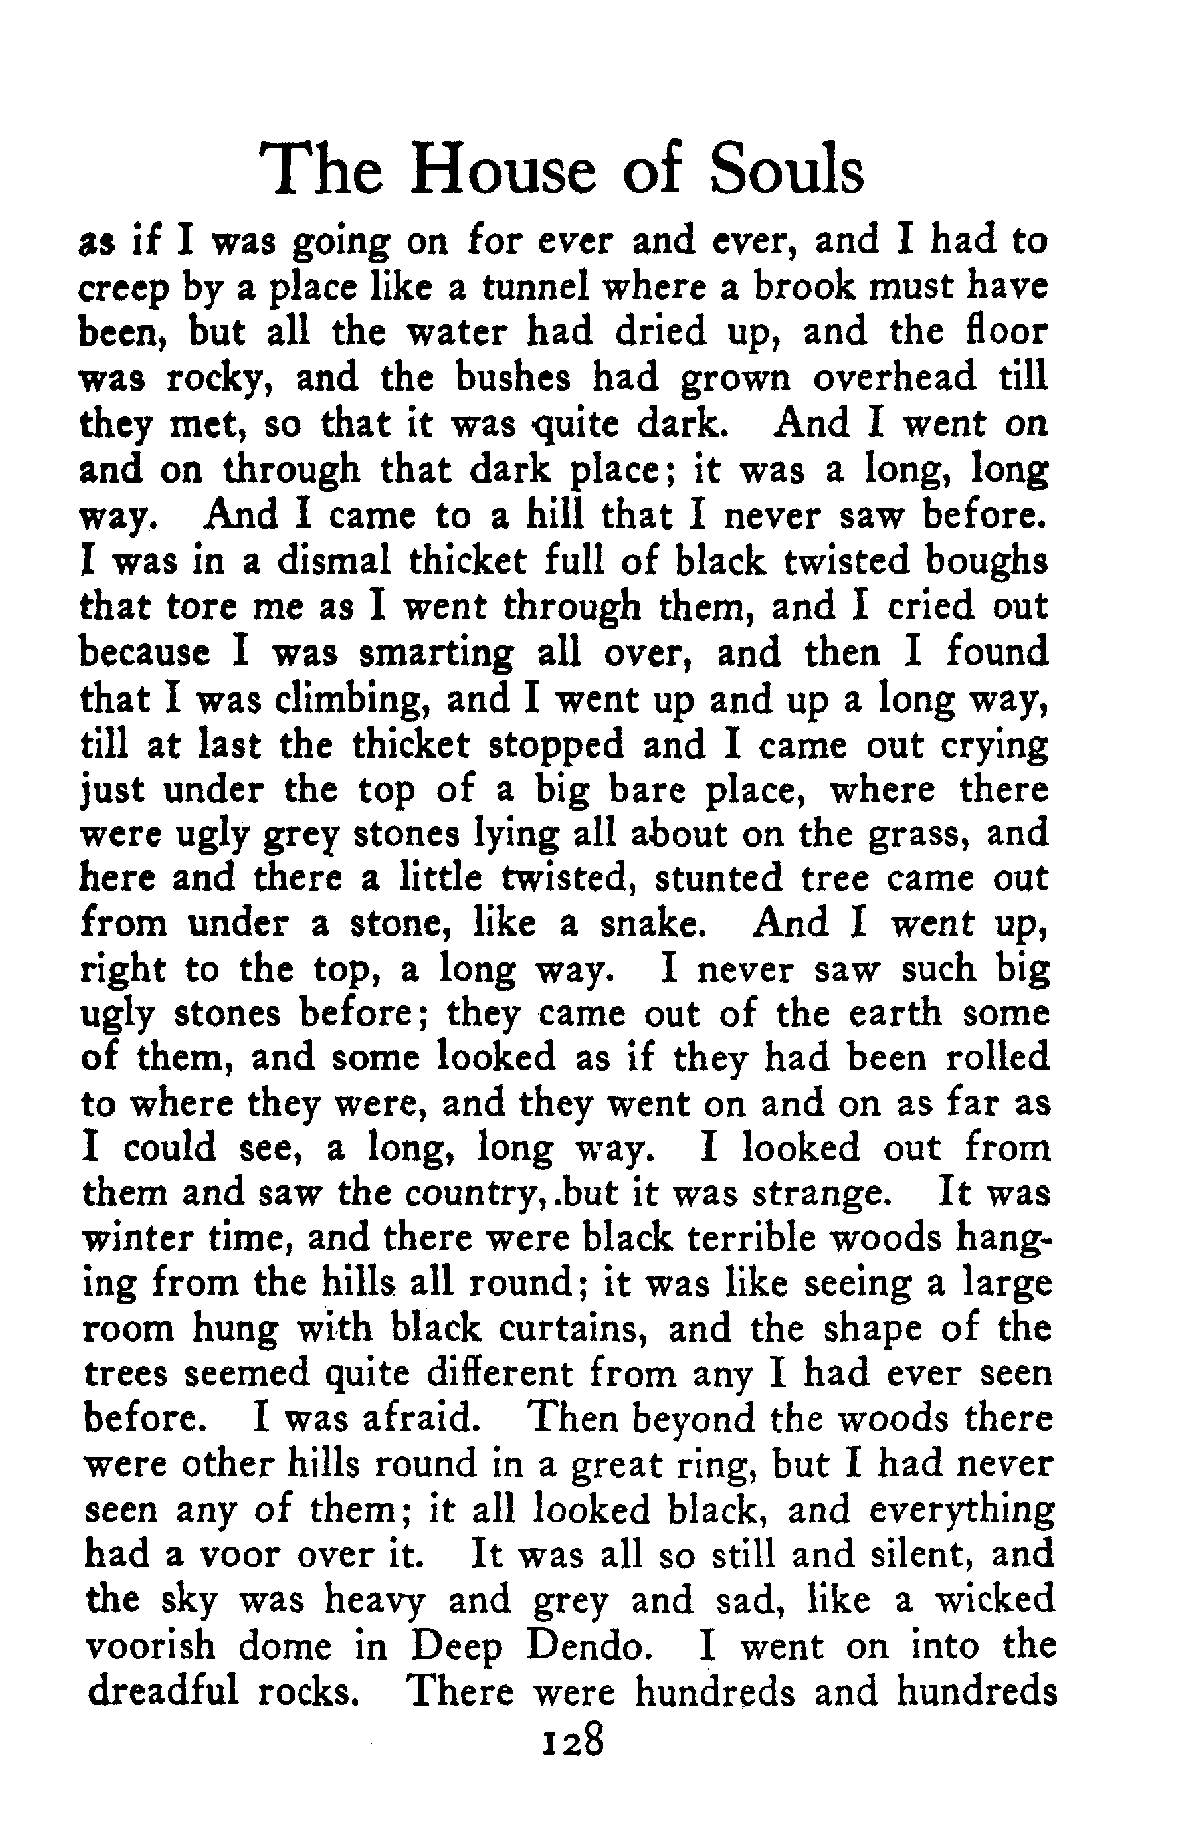 The House of Souls
as if I was going on for ever and ever, and I had to
creep by a place like a tunnel where a brook must have
been, but all the water had dried up, and the floor
was rocky, and the bushes had grown overhead till
they met, so that it was quite dark. And I went on
and on through that dark place; it was a long, long
way. And I came to a hill that I never saw before.
I was in a dismal thicket full of black twisted boughs
that tore me as I went through them, and I cried out
because I was smarting all over, and then I found
that I was climbing, and I went up and up a long way,
till at last the thicket stopped and I came out crying
just under the top of a big bare place, where there
were ugly grey stones lying all about on the grass, and
here and there a little twisted, stunted tree came out
from under a stone, like a snake. And I went up,
right to the top, a long way. I never saw such big
ugly stones before; they came out of the earth some
of them, and some looked as if they had been rolled
to where they were, and they went on and on as far as
I could see, a long, long way. I looked out from
them and saw the country, but it was strange. It was
winter time, and there were black terrible woods hang-
ing from the hills all round; it was like seeing a large
room hung with black curtains, and the shape of the
trees seemed quite different from any I had ever seen
before. I was afraid. Then beyond the woods there
were other hills round in a great ring, but I had never
seen any of them; it all looked black, and everything
had a voor over it. It was all so still and silent, and
the sky was heavy and grey and sad, like a wicked
voorish dome in Deep Dendo. I went on into the
dreadful rocks. There were hundreds and hundreds
128